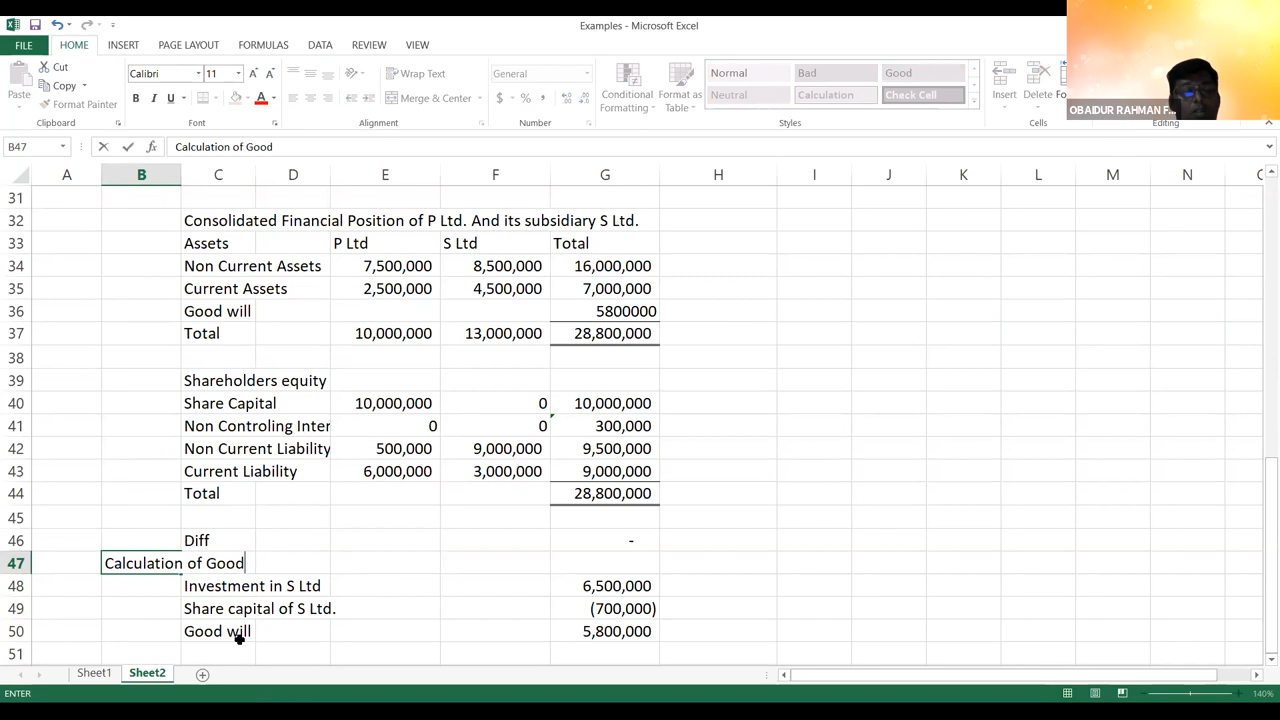 Examples - Microsoft Excel
FILE HOME INSERT PAGE LAYOUT FORMULAS DATA REVIEW VIEW
Cut
Copy
Format Painter
Paste
Calibri 11
B I U
Wrap Text
Merge & Center
General
$ % ,
Conditional Formatting
Format as Table
Normal Bad Good
Neutral Calculation Check Cell
Insert Delete
Clipboard Font Alignment Number Styles Cells Editing
OBAIDUR RAHMAN F...
B47 Calculation of Good
A B C D E F G H I J K L M N
31
32 Consolidated Financial Position of P Ltd. And its subsidiary S Ltd.
33 Assets P Ltd S Ltd Total
34 Non Current Assets 7,500,000 8,500,000 16,000,000
35 Current Assets 2,500,000 4,500,000 7,000,000
36 Good will 5800000
37 Total 10,000,000 13,000,000 28,800,000
38
39 Shareholders equity
40 Share Capital 10,000,000 0 10,000,000
41 Non Controling Inter 0 0 300,000
42 Non Current Liability 500,000 9,000,000 9,500,000
43 Current Liability 6,000,000 3,000,000 9,000,000
44 Total 28,800,000
45
46 Diff -
47 Calculation of Good
48 Investment in S Ltd 6,500,000
49 Share capital of S Ltd. (700,000)
50 Good will 5,800,000
51
Sheet1 Sheet2
ENTER 140%